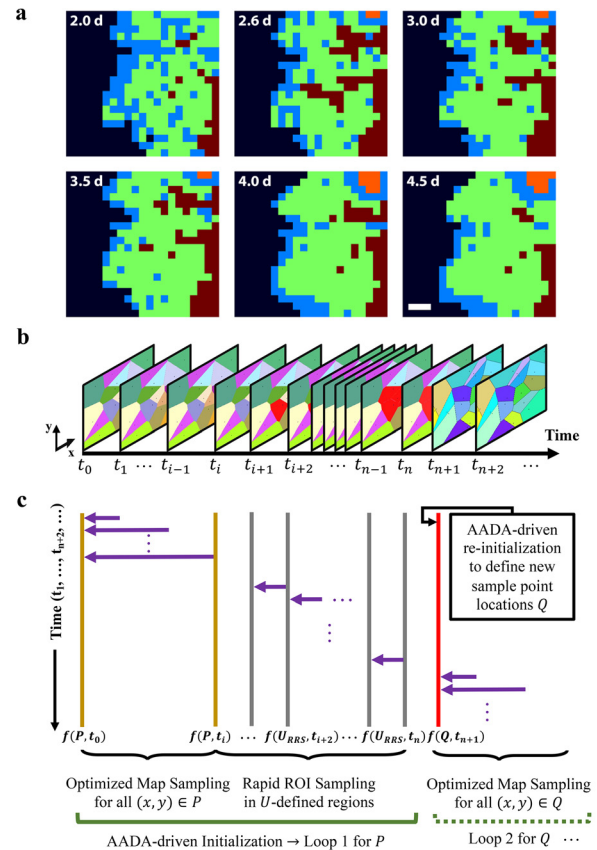 a
2.0 d
2.6 d
3.0 d
3.5 d
4.0 d
4.5 d
b
y
x
Time
t₀ t₁ ⋯ tᵢ₋₁ tᵢ tᵢ₊₁ tᵢ₊₂ ⋯ tₙ₋₁ tₙ tₙ₊₁ tₙ₊₂ ⋯
c
Time (t₁, ..., tₙ₊₂, ...)
AADA-driven
re-initialization
to define new
sample point
locations Q
f(P, t₀) f(P, tᵢ) ⋯ f(U_RRS, tᵢ₊₂) ⋯ f(U_RRS, tₙ) f(Q, tₙ₊₁)
Optimized Map Sampling
for all (x, y) ∈ P
Rapid ROI Sampling
in U-defined regions
Optimized Map Sampling
for all (x, y) ∈ Q
AADA-driven Initialization → Loop 1 for P
Loop 2 for Q ⋯